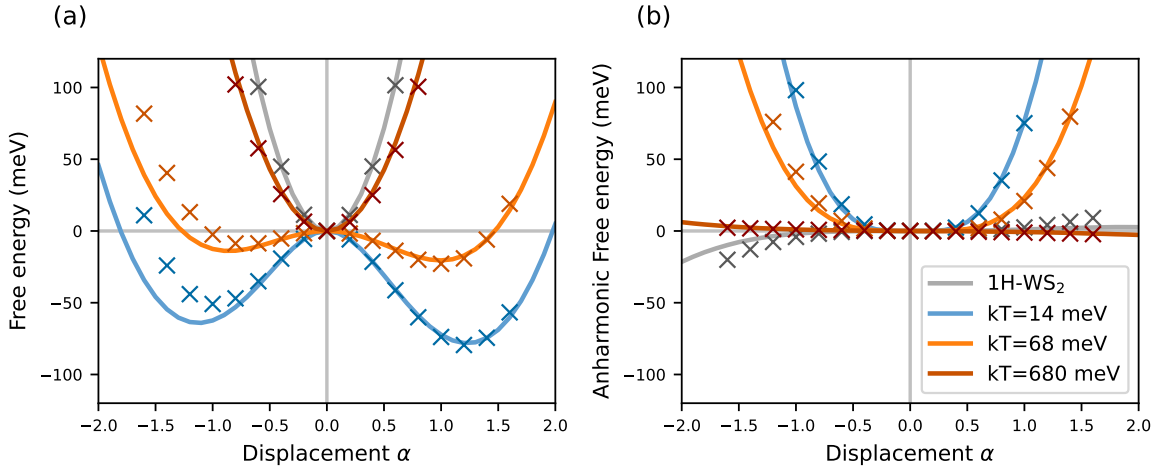 (a)
Free energy (meV)
100
50
0
−50
−100
−2.0 −1.5 −1.0 −0.5 0.0 0.5 1.0 1.5 2.0
Displacement α
(b)
Anharmonic Free energy (meV)
100
50
0
−50
−100
1H-WS₂
kT=14 meV
kT=68 meV
kT=680 meV
−2.0 −1.5 −1.0 −0.5 0.0 0.5 1.0 1.5 2.0
Displacement α